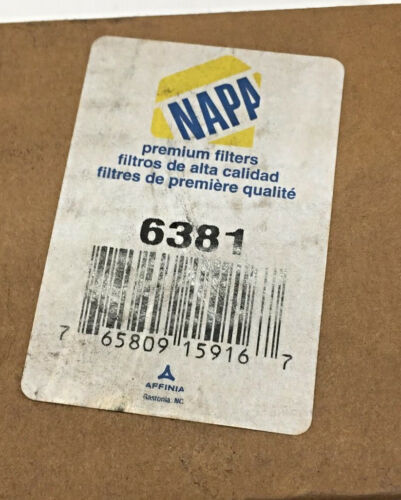 NAPA
premium filters
filtros de alta calidad
filtres de première qualité
6381
7 65809 15916 7
AFFINIA
Gastonia, NC